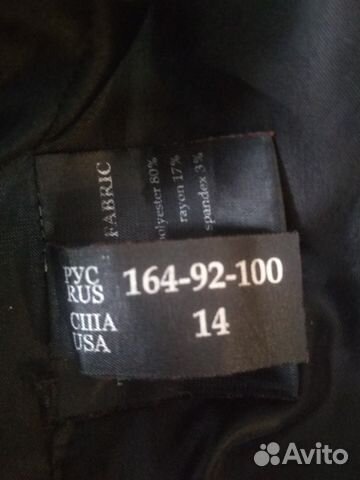 FABRIC
polyester 80%
rayon 17%
spandex 3%
РУС 164-92-100
RUS
США 14
USA
Avito